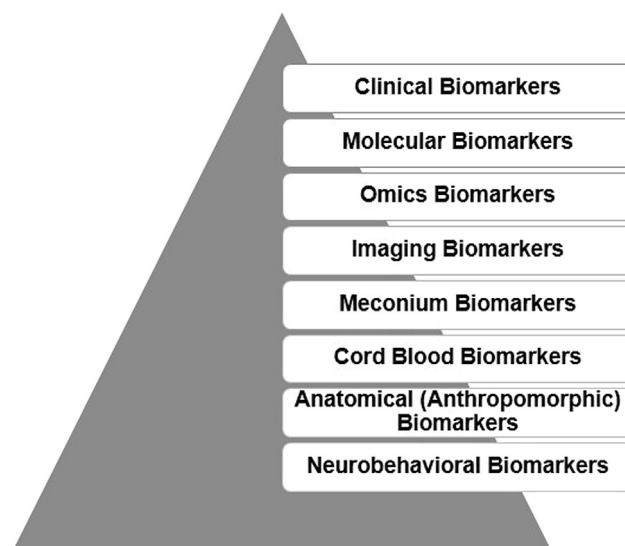 Clinical Biomarkers
Molecular Biomarkers
Omics Biomarkers
Imaging Biomarkers
Meconium Biomarkers
Cord Blood Biomarkers
Anatomical (Anthropomorphic)
Biomarkers
Neurobehavioral Biomarkers